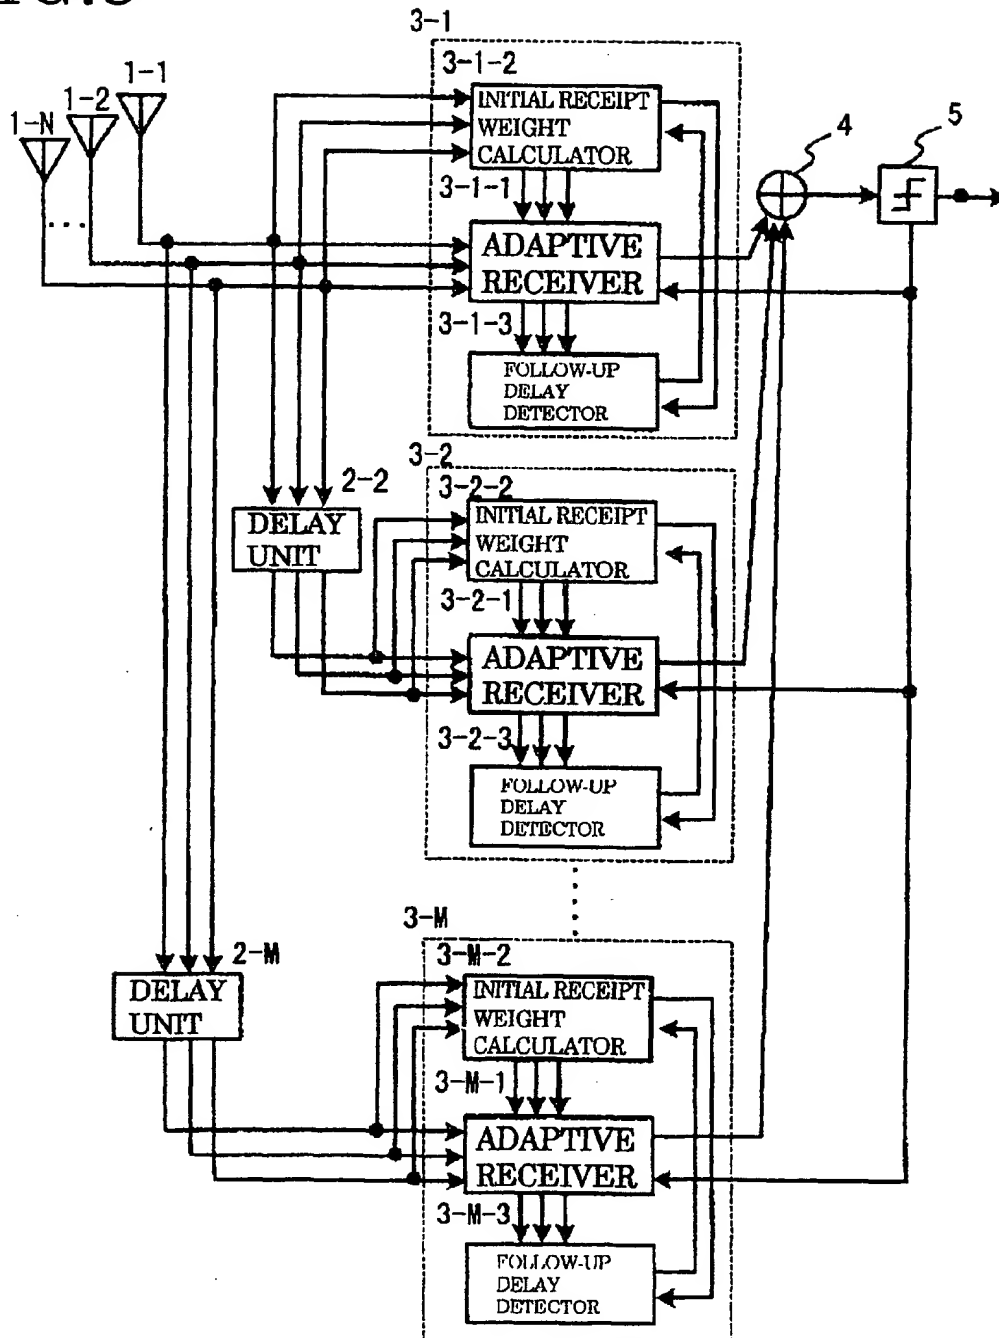 3-1
3-1-2
1-1
1-2
1-N
INITIAL RECEIPT
WEIGHT
CALCULATOR
4
5
3-1-1
ADAPTIVE
RECEIVER
3-1-3
FOLLOW-UP
DELAY
DETECTOR
3-2
2-2
3-2-2
DELAY
UNIT
INITIAL RECEIPT
WEIGHT
CALCULATOR
3-2-1
ADAPTIVE
RECEIVER
3-2-3
FOLLOW-UP
DELAY
DETECTOR
3-M
2-M
3-M-2
DELAY
UNIT
INITIAL RECEIPT
WEIGHT
CALCULATOR
3-M-1
ADAPTIVE
RECEIVER
3-M-3
FOLLOW-UP
DELAY
DETECTOR